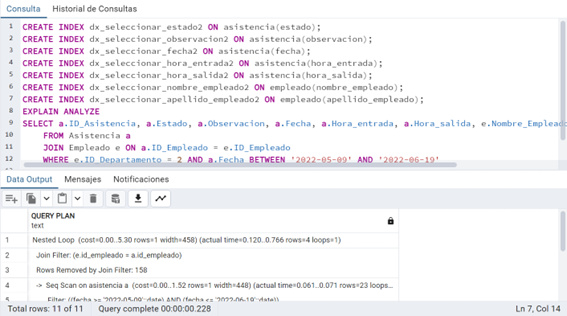 Consulta Historial de Consultas
1 CREATE INDEX dx_seleccionar_estado2 ON asistencia(estado);
2 CREATE INDEX dx_seleccionar_observacion2 ON asistencia(observacion);
3 CREATE INDEX dx_seleccionar_fecha2 ON asistencia(fecha);
4 CREATE INDEX dx_seleccionar_hora_entrada2 ON asistencia(hora_entrada);
5 CREATE INDEX dx_seleccionar_hora_salida2 ON asistencia(hora_salida);
6 CREATE INDEX dx_seleccionar_nombre_empleado2 ON empleado(nombre_empleado);
7 CREATE INDEX dx_seleccionar_apellido_empleado2 ON empleado(apellido_empleado);
8 EXPLAIN ANALYZE
9 SELECT a.ID_Asistencia, a.Estado, a.Observacion, a.Fecha, a.Hora_entrada, a.Hora_salida, e.Nombre_Empleado
10 FROM Asistencia a
11 JOIN Empleado e ON a.ID_Empleado = e.ID_Empleado
12 WHERE e.ID_Departamento = 2 AND a.Fecha BETWEEN '2022-05-09' AND '2022-06-19'
Data Output Mensajes Notificaciones
QUERY PLAN
text
1 Nested Loop (cost=0.00..5.30 rows=1 width=458) (actual time=0.120..0.766 rows=4 loops=1)
2 Join Filter: (e.id_empleado = a.id_empleado)
3 Rows Removed by Join Filter: 158
4 -> Seq Scan on asistencia a (cost=0.00..1.52 rows=1 width=448) (actual time=0.061..0.071 rows=23 loops...
5 Filter: ((fecha >= '2022-05-09'::date) AND (fecha <= '2022-06-19'::date))
Total rows: 11 of 11 Query complete 00:00:00.228 Ln 7, Col 14